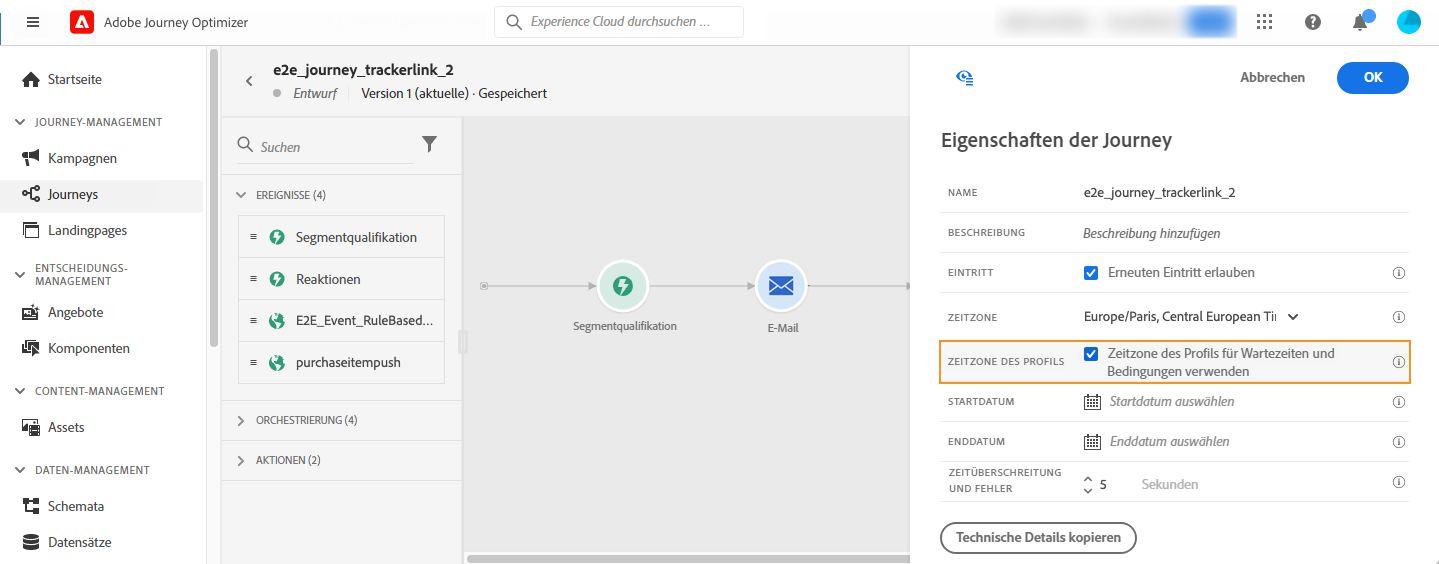 Adobe Journey Optimizer
Experience Cloud durchsuchen ...
Startseite
JOURNEY-MANAGEMENT
Kampagnen
Journeys
Landingpages
ENTSCHEIDUNGS-
MANAGEMENT
Angebote
Komponenten
CONTENT-MANAGEMENT
Assets
DATEN-MANAGEMENT
Schemata
Datensätze
e2e_journey_trackerlink_2
Entwurf Version 1 (aktuelle) · Gespeichert
Suchen
EREIGNISSE (4)
Segmentqualifikation
Reaktionen
E2E_Event_RuleBased...
purchaseitempush
ORCHESTRIERUNG (4)
AKTIONEN (2)
Segmentqualifikation
E-Mail
Abbrechen OK
Eigenschaften der Journey
NAME e2e_journey_trackerlink_2
BESCHREIBUNG Beschreibung hinzufügen
EINTRITT Erneuten Eintritt erlauben
ZEITZONE Europe/Paris, Central European Ti
ZEITZONE DES PROFILS Zeitzone des Profils für Wartezeiten und
Bedingungen verwenden
STARTDATUM Startdatum auswählen
ENDDATUM Enddatum auswählen
ZEITÜBERSCHREITUNG
UND FEHLER 5 Sekunden
Technische Details kopieren